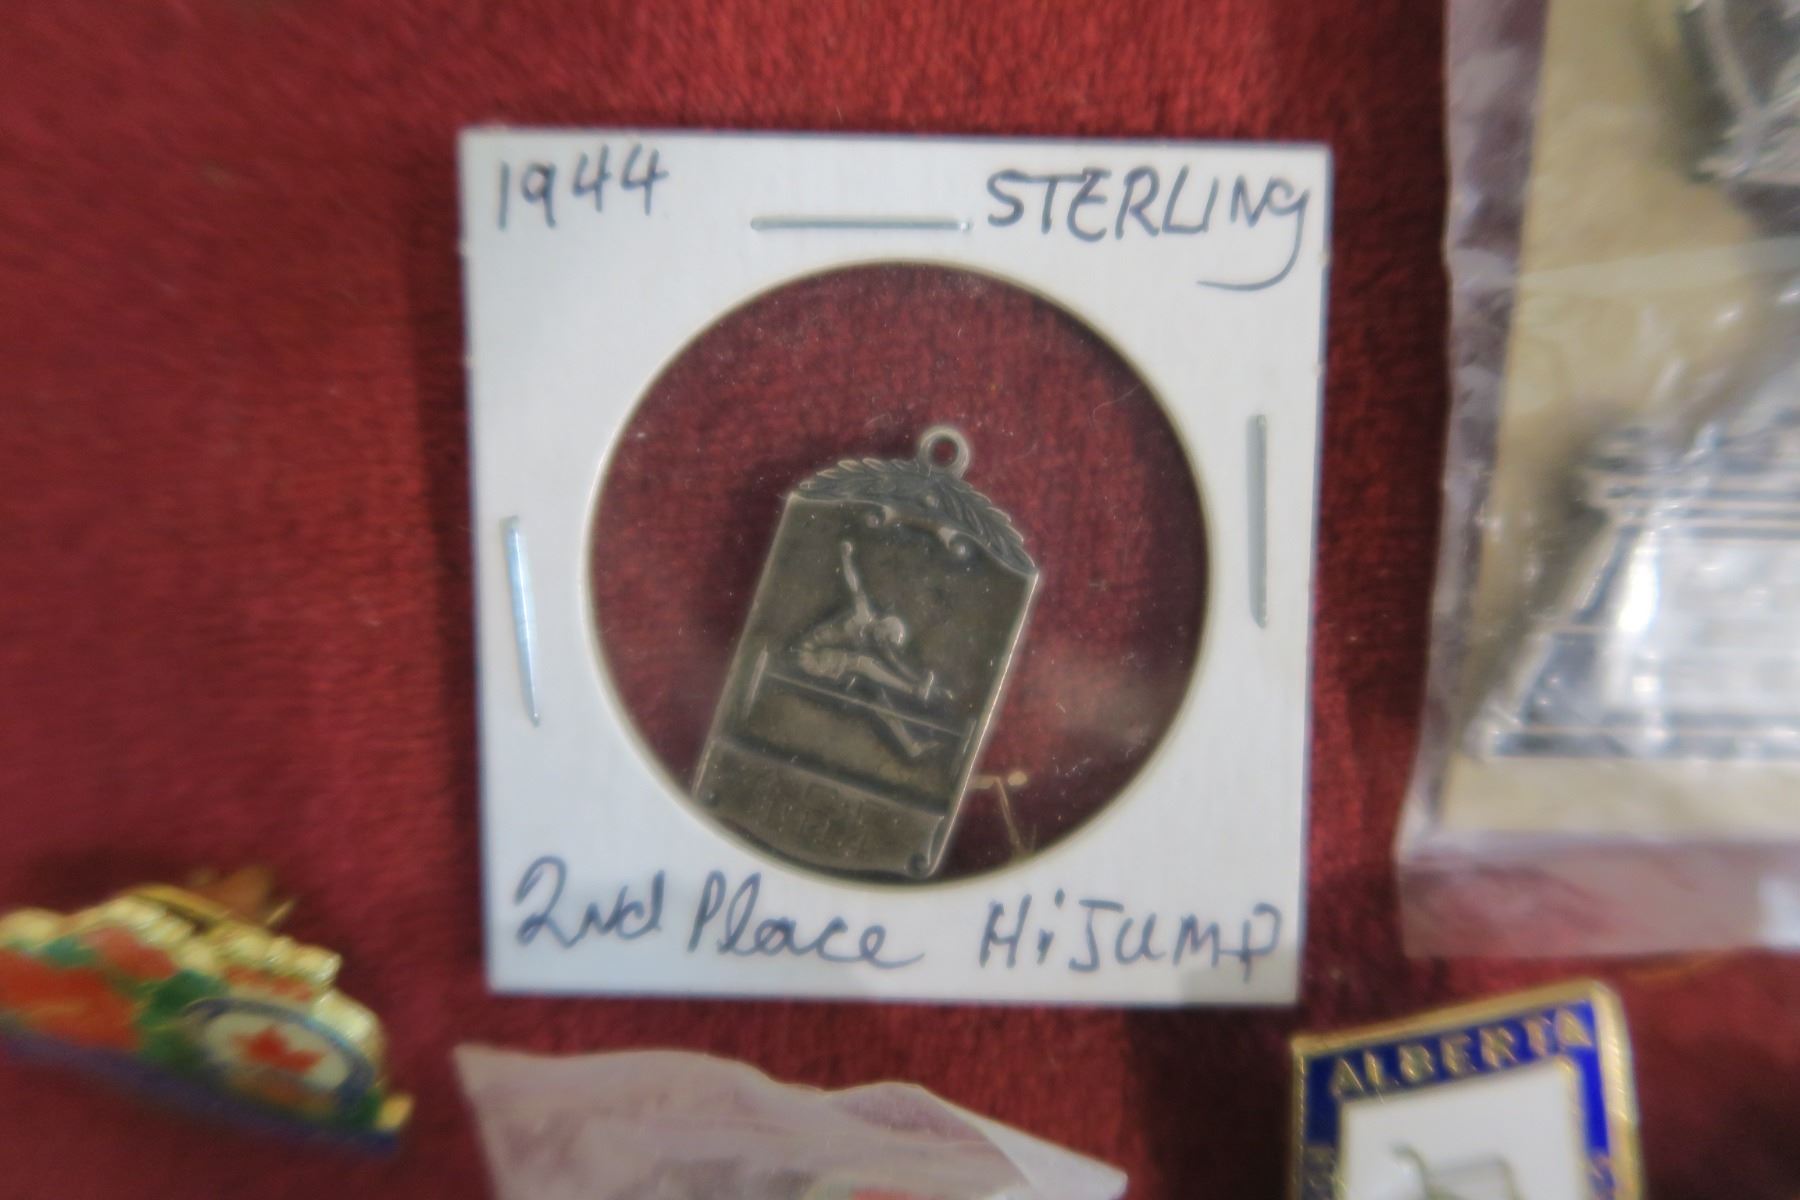 1944 STERLING
2Nd Place HiJump
ALBERTA